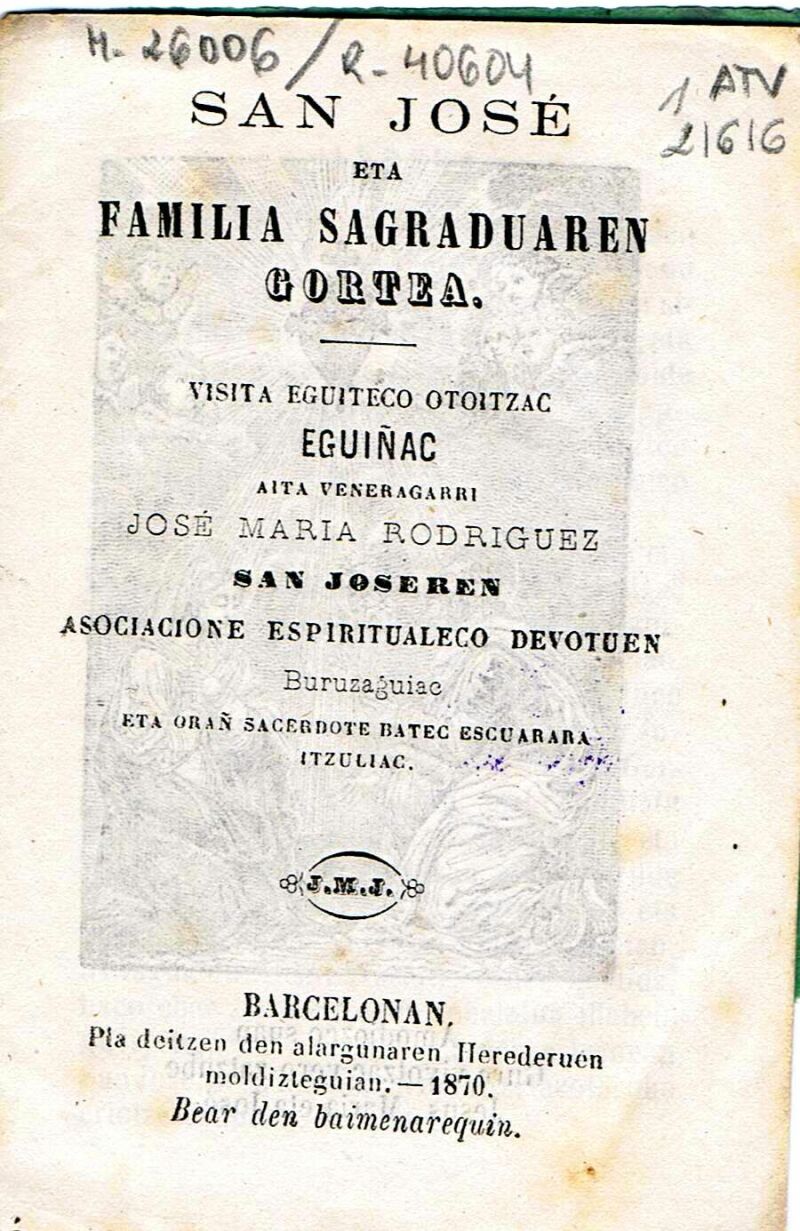 M-26006/R-40604
1 ATV
21616
SAN JOSÉ
ETA
FAMILIA SAGRADUAREN
GORTEA.
VISITA EGUITECO OTOITZAC
EGUIÑAC
AITA VENERAGARRI
JOSÉ MARIA RODRIGUEZ
SAN JOSEREN
ASOCIACIONE ESPIRITUALECO DEVOTUEN
Buruzaguiac
ETA ORAÑ SACERDOTE BATEC ESCUARARA
ITZULIAC.
J.M.J.
BARCELONAN.
Pla deitzen den alargunaren Herederuen
moldizteguian.—1870.
Bear den baimenarequin.